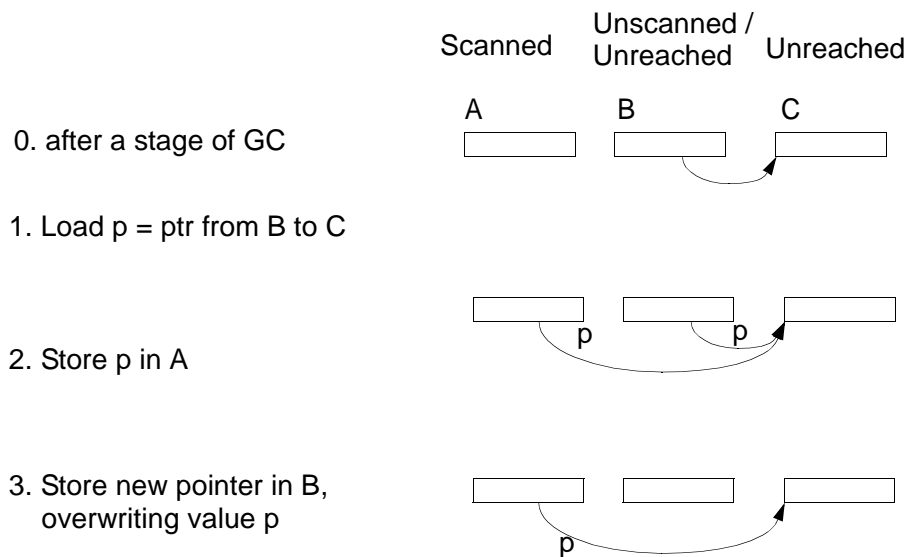 Scanned
Unscanned /
Unreached
Unreached
A
B
C
0. after a stage of GC
1. Load p = ptr from B to C
p
p
2. Store p in A
3. Store new pointer in B,
overwriting value p
p